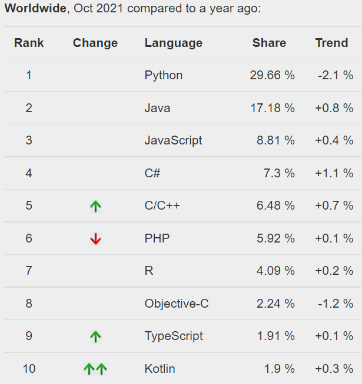 Worldwide, Oct 2021 compared to a year ago:
Rank Change Language Share Trend
1 Python 29.66 % -2.1 %
2 Java 17.18 % +0.8 %
3 JavaScript 8.81 % +0.4 %
4 C# 7.3 % +1.1 %
5 ↑ C/C++ 6.48 % +0.7 %
6 ↓ PHP 5.92 % +0.1 %
7 R 4.09 % +0.2 %
8 Objective-C 2.24 % -1.2 %
9 ↑ TypeScript 1.91 % +0.1 %
10 ↑↑ Kotlin 1.9 % +0.3 %